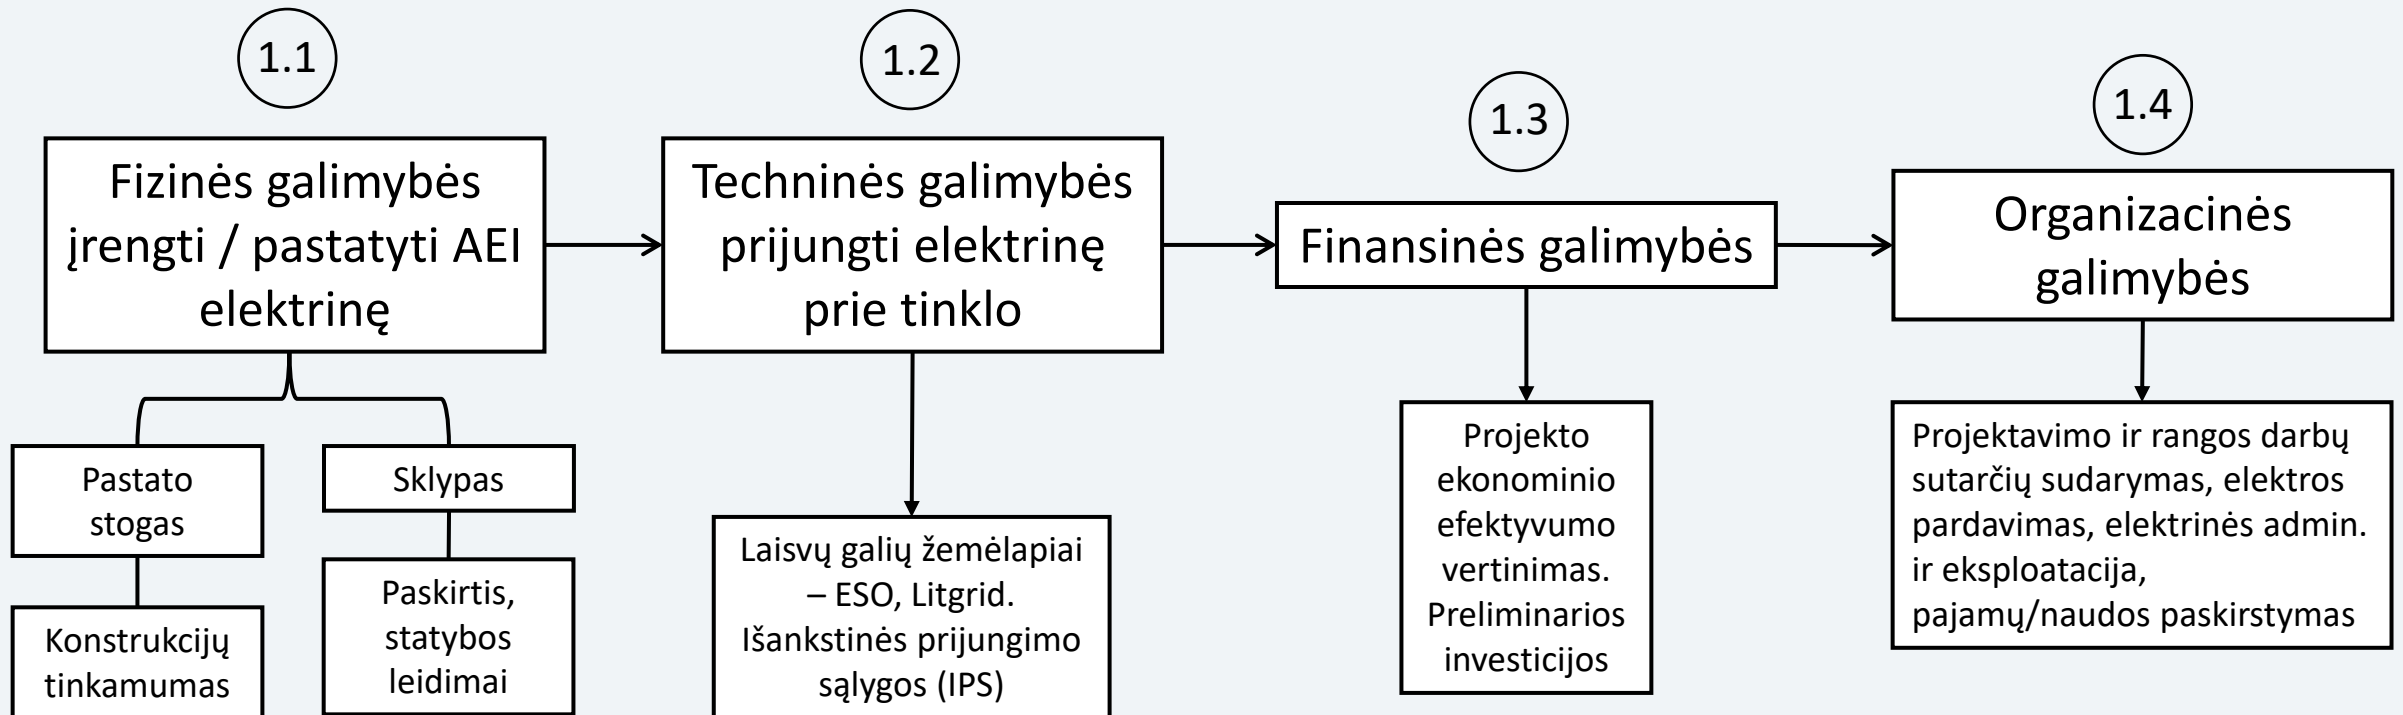 1.1
Fizinės galimybės
įrengti / pastatyti AEI
elektrinę
Pastato
stogas
Konstrukcijų
tinkamumas
Sklypas
Paskirtis,
statybos
leidimai
1.2
Techninės galimybės
prijungti elektrinę
prie tinklo
Laisvų galių žemėlapiai
– ESO, Litgrid.
Išankstinės prijungimo
sąlygos (IPS)
1.3
Finansinės galimybės
Projekto
ekonominio
efektyvumo
vertinimas.
Preliminarios
investicijos
1.4
Organizacinės
galimybės
Projektavimo ir rangos darbų
sutarčių sudarymas, elektros
pardavimas, elektrinės admin.
ir eksploatacija,
pajamų/naudos paskirstymas